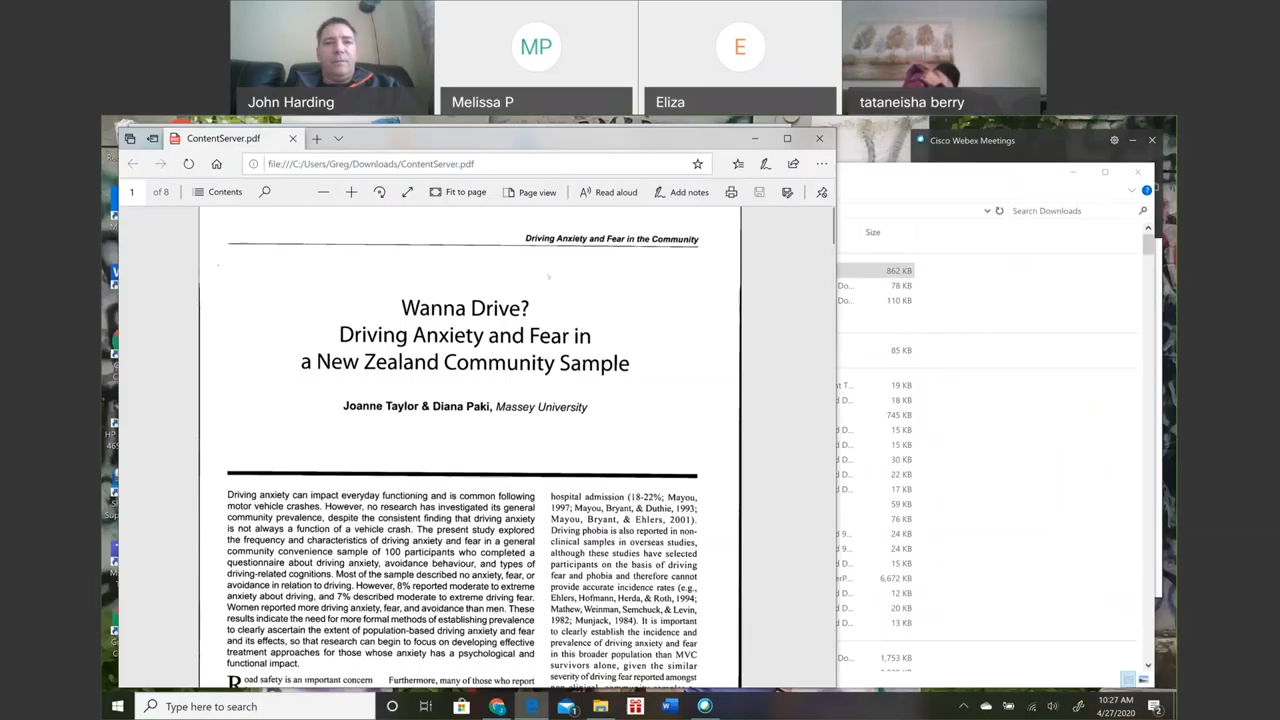 MP
E
John Harding
Melissa P
Eliza
tataneisha berry
ContentServer.pdf
Cisco Webex Meetings
file:///C:/Users/Greg/Downloads/ContentServer.pdf
1 of 8
Contents
Fit to page
Page view
Read aloud
Add notes
Search Downloads
Size
Driving Anxiety and Fear in the Community
Wanna Drive?
Driving Anxiety and Fear in
a New Zealand Community Sample
Joanne Taylor & Diana Paki, Massey University
Driving anxiety can impact everyday functioning and is common following
motor vehicle crashes. However, no research has investigated its general
community prevalence, despite the consistent finding that driving anxiety
is not always a function of a vehicle crash. The present study explored
the frequency and characteristics of driving anxiety and fear in a general
community convenience sample of 100 participants who completed a
questionnaire about driving anxiety, avoidance behaviour, and types of
driving-related cognitions. Most of the sample described no anxiety, fear, or
avoidance in relation to driving. However, 8% reported moderate to extreme
anxiety about driving, and 7% described moderate to extreme driving fear.
Women reported more driving anxiety, fear, and avoidance than men. These
results indicate the need for more formal methods of establishing prevalence
to clearly ascertain the extent of population-based driving anxiety and fear
and its effects, so that research can begin to focus on developing effective
treatment approaches for those whose anxiety has a psychological and
functional impact.
Road safety is an important concern
Furthermore, many of those who report
hospital admission (18-22%; Mayou,
1997; Mayou, Bryant, & Duthie, 1993;
Mayou, Bryant, & Ehlers, 2001).
Driving phobia is also reported in non-
clinical samples in overseas studies,
although these studies have selected
participants on the basis of driving
fear and phobia and therefore cannot
provide accurate incidence rates (e.g.,
Ehlers, Hofmann, Herda, & Roth, 1994;
Mathew, Weinman, Semchuck, & Levin,
1982; Munjack, 1984). It is important
to clearly establish the incidence and
prevalence of driving anxiety and fear
in this broader population than MVC
survivors alone, given the similar
severity of driving fear reported amongst
862 KB
Do... 78 KB
Do... 110 KB
85 KB
t T... 19 KB
d D... 18 KB
745 KB
d D... 15 KB
d D... 15 KB
d D... 30 KB
d D... 22 KB
d D... 17 KB
59 KB
76 KB
d 9... 24 KB
d 9... 24 KB
d D... 15 KB
erP... 6,672 KB
d D... 12 KB
d D... 20 KB
d D... 13 KB
Do... 1,753 KB
Type here to search
10:27 AM
4/27/2020
2